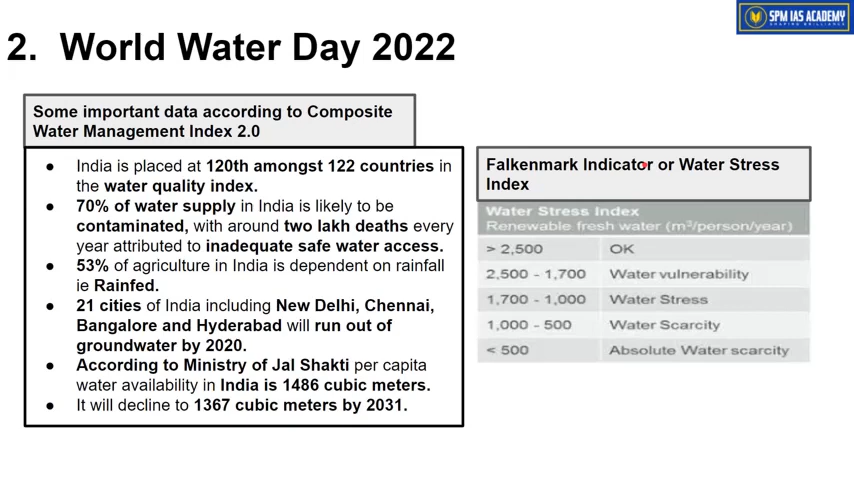 SPM IAS ACADEMY
SHAPING BRILLIANCE
2. World Water Day 2022
Some important data according to Composite
Water Management Index 2.0
● India is placed at 120th amongst 122 countries in
the water quality index.
● 70% of water supply in India is likely to be
contaminated, with around two lakh deaths every
year attributed to inadequate safe water access.
● 53% of agriculture in India is dependent on rainfall
ie Rainfed.
● 21 cities of India including New Delhi, Chennai,
Bangalore and Hyderabad will run out of
groundwater by 2020.
● According to Ministry of Jal Shakti per capita
water availability in India is 1486 cubic meters.
● It will decline to 1367 cubic meters by 2031.
Falkenmark Indicator or Water Stress
Index
Water Stress Index
Renewable fresh water (m³/person/year)
> 2,500 OK
2,500 - 1,700 Water vulnerability
1,700 - 1,000 Water Stress
1,000 - 500 Water Scarcity
< 500 Absolute Water scarcity